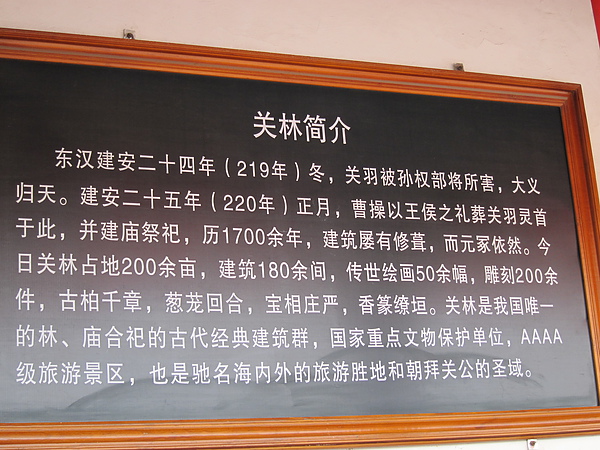 关林简介
东汉建安二十四年（219年）冬，关羽被孙权部将所害，大义
归天。建安二十五年（220年）正月，曹操以王侯之礼葬关羽灵首
于此，并建庙祭祀，历1700余年，建筑屡有修葺，而元冢依然。今
日关林占地200余亩，建筑180余间，传世绘画50余幅，雕刻200余
件，古柏千章，葱茏回合，宝相庄严，香篆缭垣。关林是我国唯一
的林、庙合祀的古代经典建筑群，国家重点文物保护单位，AAAA
级旅游景区，也是驰名海内外的旅游胜地和朝拜关公的圣域。